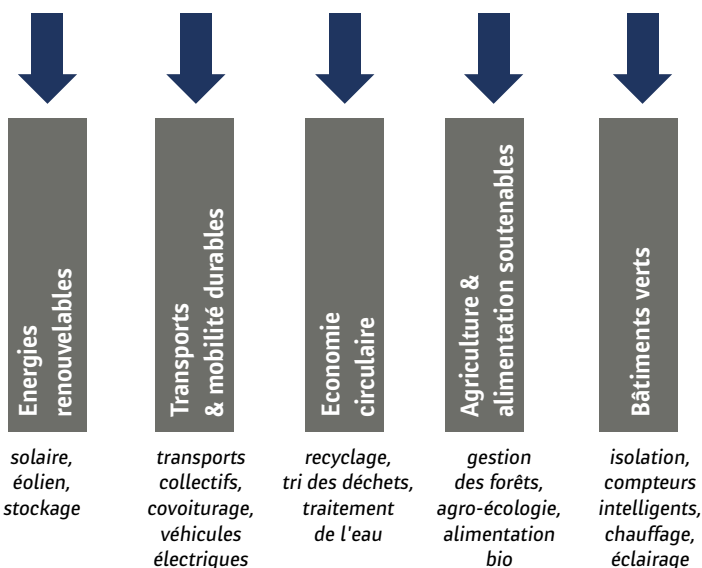 Energies
renouvelables
Transports
& mobilité durables
Economie
circulaire
Agriculture &
alimentation soutenables
Bâtiments verts
solaire,
éolien,
stockage
transports
collectifs,
covoiturage,
véhicules
électriques
recyclage,
tri des déchets,
traitement
de l'eau
gestion
des forêts,
agro-écologie,
alimentation
bio
isolation,
compteurs
intelligents,
chauffage,
éclairage